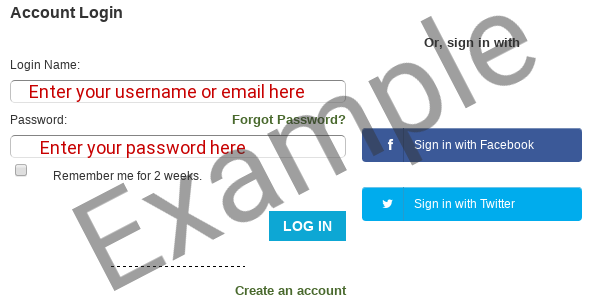 Account Login
Or, sign in with
Login Name:
Enter your username or email here
Password:
Forgot Password?
Enter your password here
Sign in with Facebook
Remember me for 2 weeks.
Sign in with Twitter
LOG IN
Create an account
Example